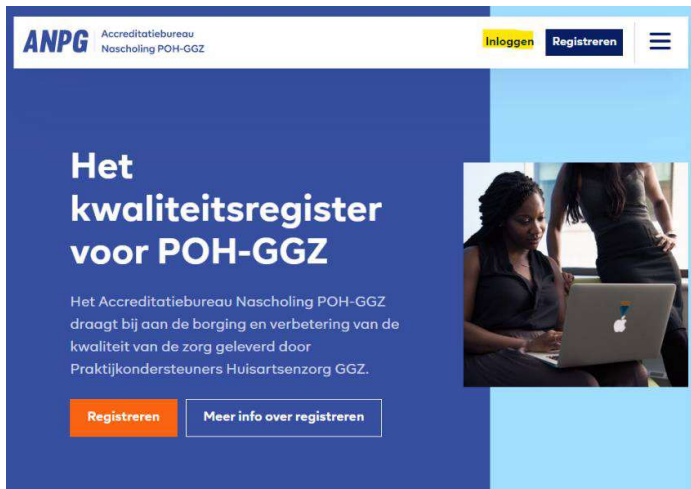 ANPG
Accreditatiebureau
Nascholing POH-GGZ
Inloggen
Registreren
Het
kwaliteitsregister
voor POH-GGZ
Het Accreditatiebureau Nascholing POH-GGZ
draagt bij aan de borging en verbetering van de
kwaliteit van de zorg geleverd door
Praktijkondersteuners Huisartsenzorg GGZ.
Registreren
Meer info over registreren